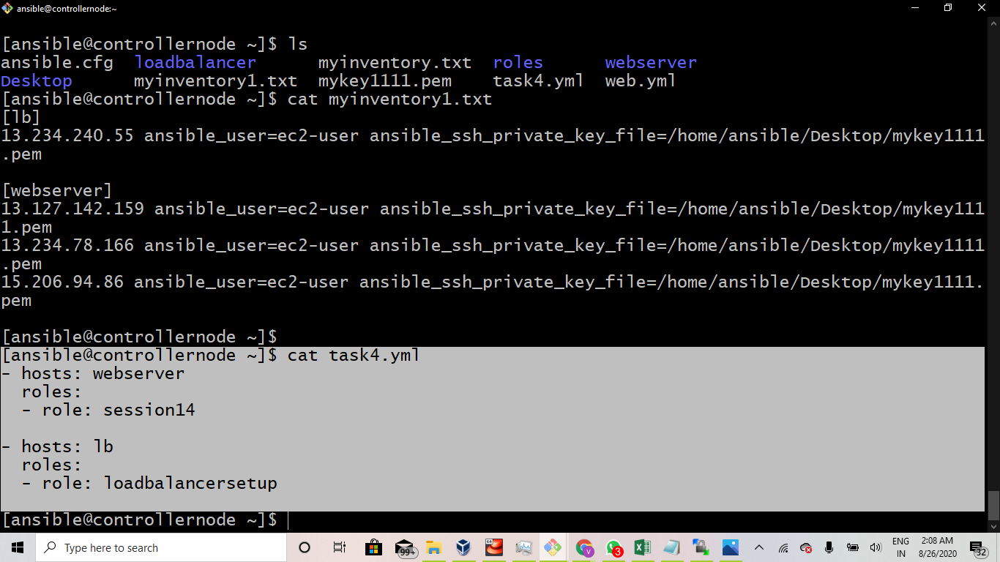 ansible@controllernode:~
[ansible@controllernode ~]$ ls
ansible.cfg  loadbalancer      myinventory.txt  roles      webserver
Desktop      myinventory1.txt  mykey1111.pem    task4.yml  web.yml
[ansible@controllernode ~]$ cat myinventory1.txt
[lb]
13.234.240.55 ansible_user=ec2-user ansible_ssh_private_key_file=/home/ansible/Desktop/mykey1111
.pem
[webserver]
13.127.142.159 ansible_user=ec2-user ansible_ssh_private_key_file=/home/ansible/Desktop/mykey111
1.pem
13.234.78.166 ansible_user=ec2-user ansible_ssh_private_key_file=/home/ansible/Desktop/mykey1111
.pem
15.206.94.86 ansible_user=ec2-user ansible_ssh_private_key_file=/home/ansible/Desktop/mykey1111.
pem
[ansible@controllernode ~]$
[ansible@controllernode ~]$ cat task4.yml
- hosts: webserver
  roles:
  - role: session14
- hosts: lb
  roles:
  - role: loadbalancersetup
[ansible@controllernode ~]$
Type here to search
99+
64
V
3
ENG
IN
2:08 AM
8/26/2020
32